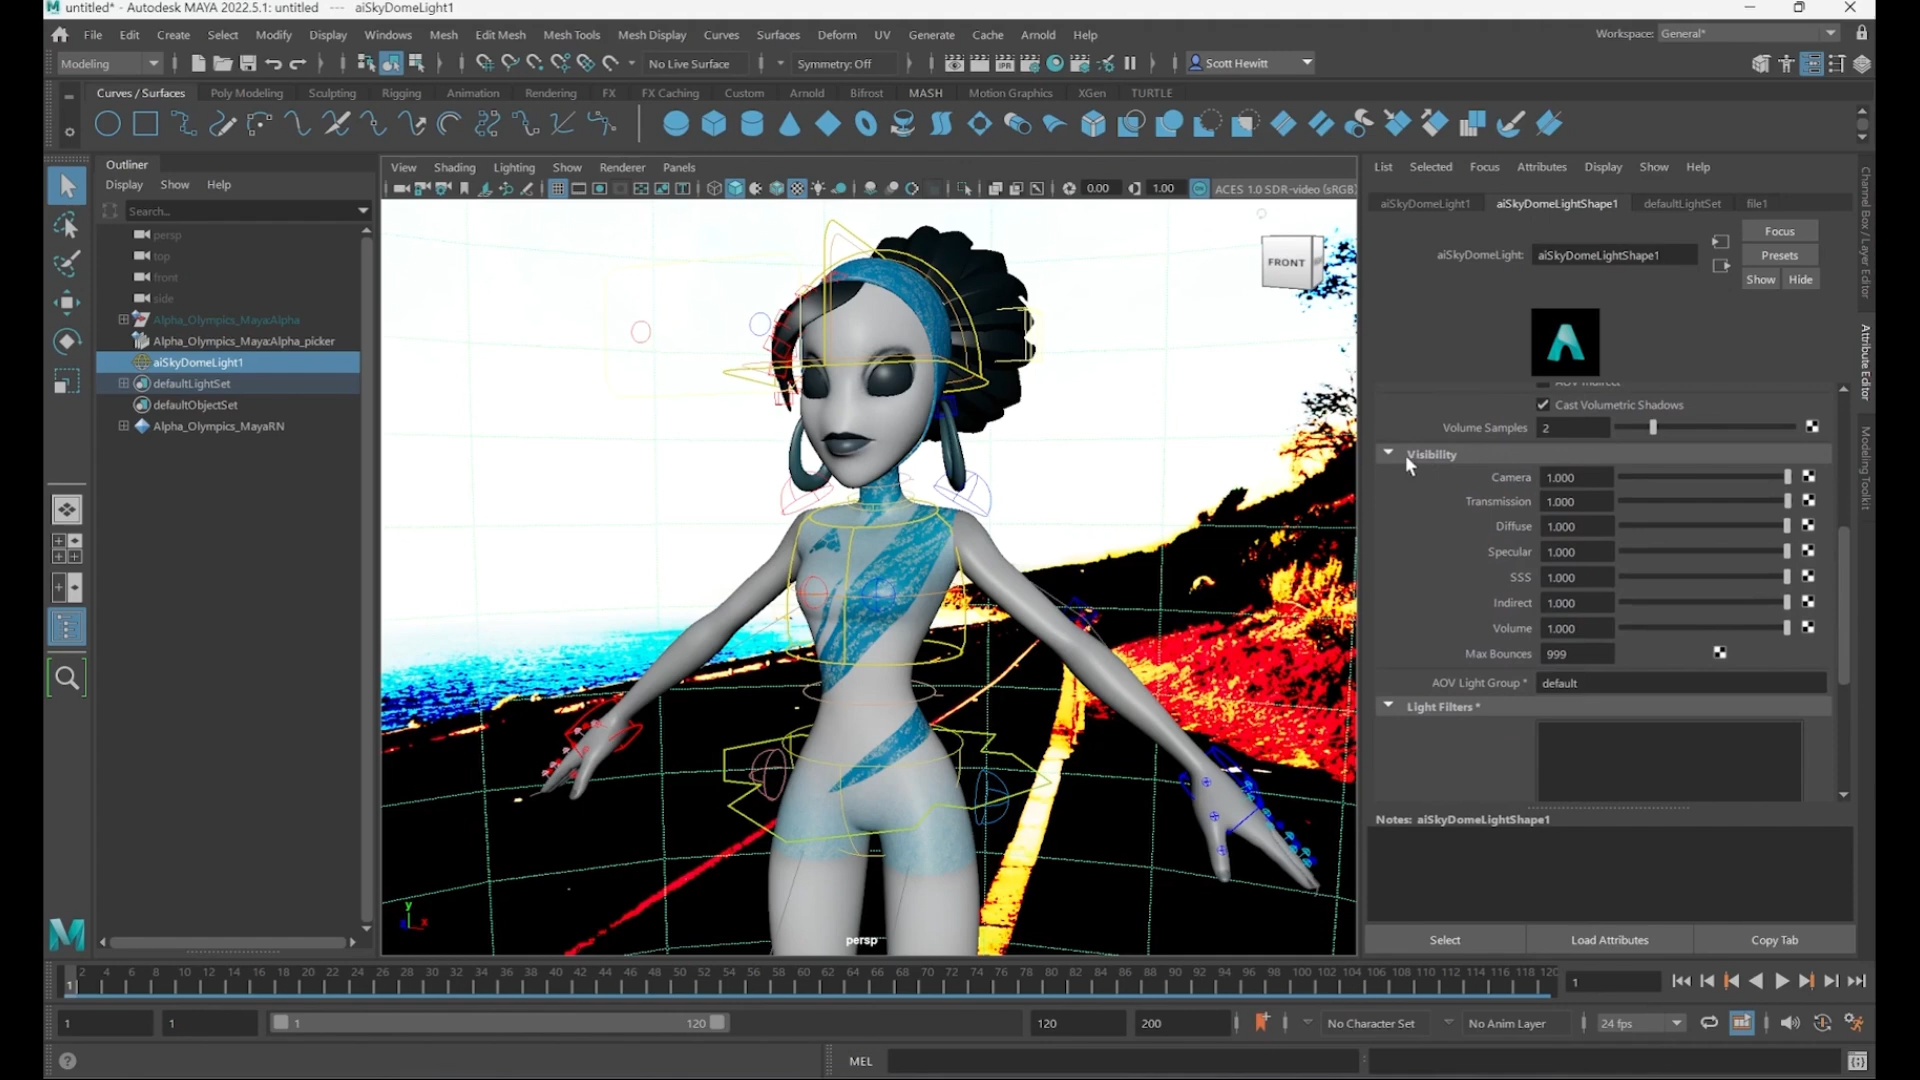 untitled* - Autodesk MAYA 2022.5.1: untitled --- aiSkyDomeLight1
File Edit Create Select Modify Display Windows Mesh Edit Mesh Mesh Tools Mesh Display Curves Surfaces Deform UV Generate Cache Arnold Help
Workspace: General*
Modeling No Live Surface Symmetry: Off Scott Hewitt
Curves / Surfaces Poly Modeling Sculpting Rigging Animation Rendering FX FX Caching Custom Arnold Bifrost MASH Motion Graphics XGen TURTLE
Outliner
Display Show Help
Search...
persp
top
front
side
Alpha_Olympics_Maya:Alpha
Alpha_Olympics_Maya:Alpha_picker
aiSkyDomeLight1
defaultLightSet
defaultObjectSet
Alpha_Olympics_MayaRN
View Shading Lighting Show Renderer Panels
0.00 1.00 ACES 1.0 SDR-video (sRGB)
FRONT
y
x
persp
List Selected Focus Attributes Display Show Help
aiSkyDomeLight1 aiSkyDomeLightShape1 defaultLightSet file1
aiSkyDomeLight: aiSkyDomeLightShape1
Focus
Presets
Show Hide
Cast Volumetric Shadows
Volume Samples 2
Visibility
Camera 1.000
Transmission 1.000
Diffuse 1.000
Specular 1.000
SSS 1.000
Indirect 1.000
Volume 1.000
Max Bounces 999
AOV Light Group * default
Light Filters *
Notes: aiSkyDomeLightShape1
Select Load Attributes Copy Tab
Channel Box / Layer Editor
Attribute Editor
Modeling Toolkit
1 2 4 6 8 10 12 14 16 18 20 22 24 26 28 30 32 34 36 38 40 42 44 46 48 50 52 54 56 58 60 62 64 66 68 70 72 74 76 78 80 82 84 86 88 90 92 94 96 98 100 102 104 106 108 110 112 114 116 118 120
1
1 1 1 120 120 200 No Character Set No Anim Layer 24 fps
MEL